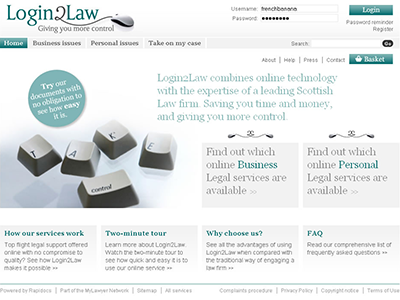 Login2Law
Giving you more control
Username: frenchbanana
Password: ••••••••
Login
Password reminder
Register
Home Business issues Personal issues Take on my case
Search Go
About | Help | Press | Contact Basket
Try our
documents with
no obligation to
see how easy
it is.
Login2Law combines online technology
with the expertise of a leading Scottish
Law firm. Saving you time and money,
and giving you more control.
T A K E
control
Find out which
online Business
Legal services are
available >>
Find out which
online Personal
Legal services are
available >>
How our services work
Top flight legal support offered
online with no compromise to
quality? See how Login2Law
makes it possible >>
Two-minute tour
Learn more about Login2Law.
Watch the two-minute tour to
see how quick and easy it is to
use our online service >>
Why choose us?
See all the advantages of using
Login2Law when compared with
the traditional way of engaging
a law firm >>
FAQ
Read our comprehensive list of
frequently asked questions >>
Powered by Rapidocs | Part of the MyLawyer Network | Sitemap | All services
Complaints procedure | Privacy Policy | Copyright notice | Terms of Use